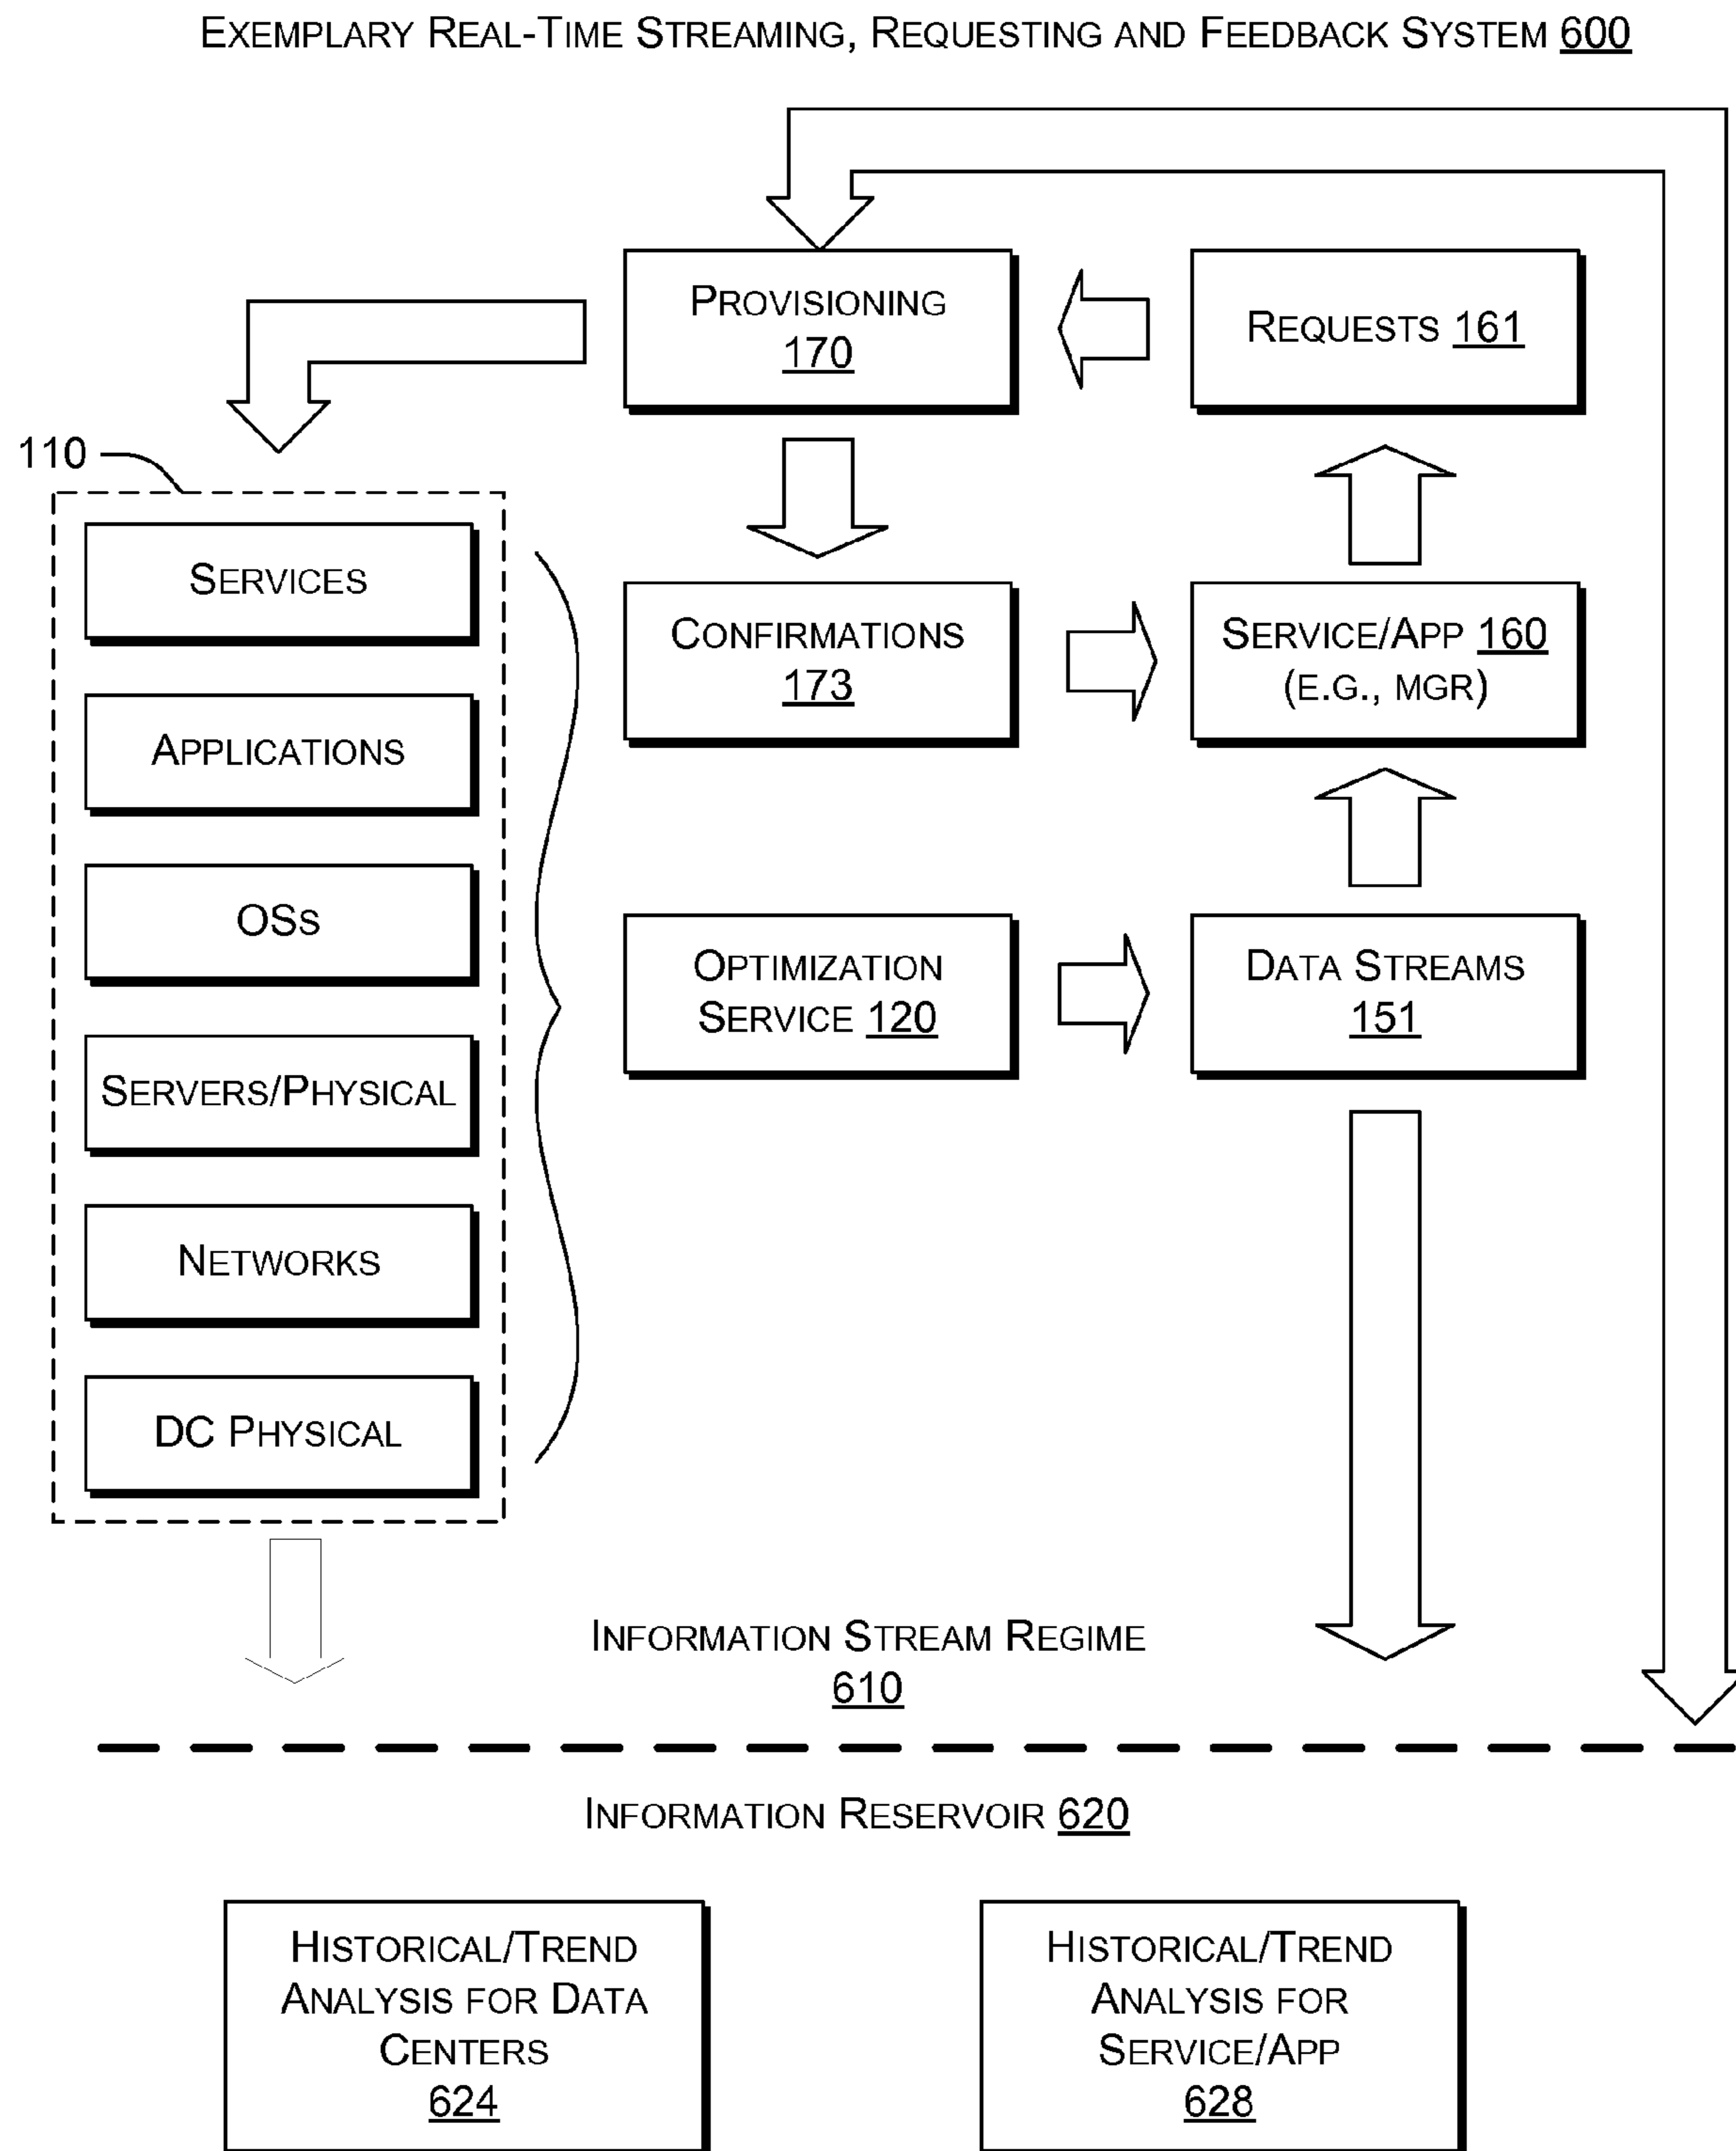 EXEMPLARY REAL-TIME STREAMING, REQUESTING AND FEEDBACK SYSTEM 600
PROVISIONING
170
REQUESTS 161
110
SERVICES
APPLICATIONS
OSS
SERVERS/PHYSICAL
NETWORKS
DC PHYSICAL
CONFIRMATIONS
173
SERVICE/APP 160
(E.G., MGR)
OPTIMIZATION
SERVICE 120
DATA STREAMS
151
INFORMATION STREAM REGIME
610
INFORMATION RESERVOIR 620
HISTORICAL/TREND
ANALYSIS FOR DATA
CENTERS
624
HISTORICAL/TREND
ANALYSIS FOR
SERVICE/APP
628